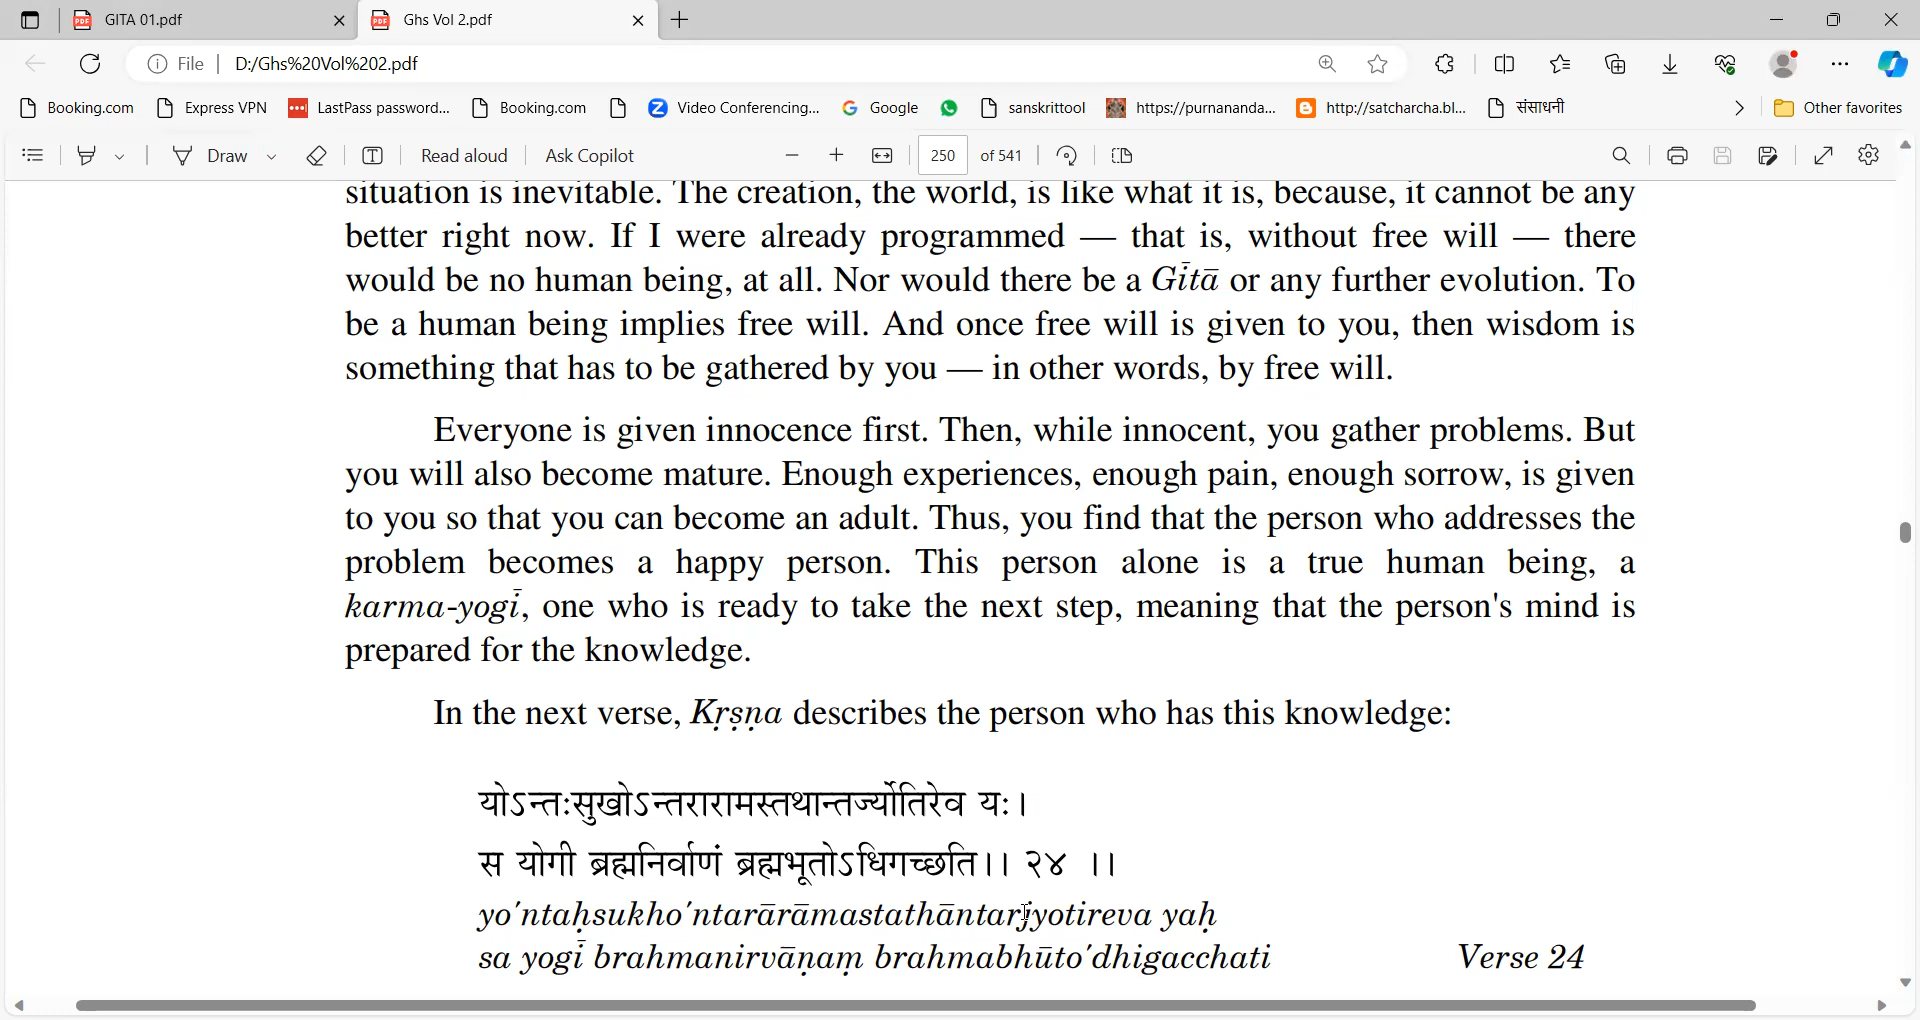 GITA 01.pdf
Ghs Vol 2.pdf
File D:/Ghs%20Vol%202.pdf
Booking.com Express VPN LastPass password... Booking.com Video Conferencing... Google sanskrittool https://purnananda... http://satcharcha.bl... संसाधनी Other favorites
Draw Read aloud Ask Copilot 250 of 541
situation is inevitable. The creation, the world, is like what it is, because, it cannot be any
better right now. If I were already programmed — that is, without free will — there
would be no human being, at all. Nor would there be a Gītā or any further evolution. To
be a human being implies free will. And once free will is given to you, then wisdom is
something that has to be gathered by you — in other words, by free will.
Everyone is given innocence first. Then, while innocent, you gather problems. But
you will also become mature. Enough experiences, enough pain, enough sorrow, is given
to you so that you can become an adult. Thus, you find that the person who addresses the
problem becomes a happy person. This person alone is a true human being, a
karma-yogī, one who is ready to take the next step, meaning that the person's mind is
prepared for the knowledge.
In the next verse, Kṛṣṇa describes the person who has this knowledge:
योऽन्तःसुखोऽन्तरारामस्तथान्तर्ज्योतिरेव यः।
स योगी ब्रह्मनिर्वाणं ब्रह्मभूतोऽधिगच्छति।। २४ ।।
yo'ntaḥsukho'ntarārāmastathāntarjyotireva yaḥ
sa yogī brahmanirvāṇaṃ brahmabhūto'dhigacchati Verse 24